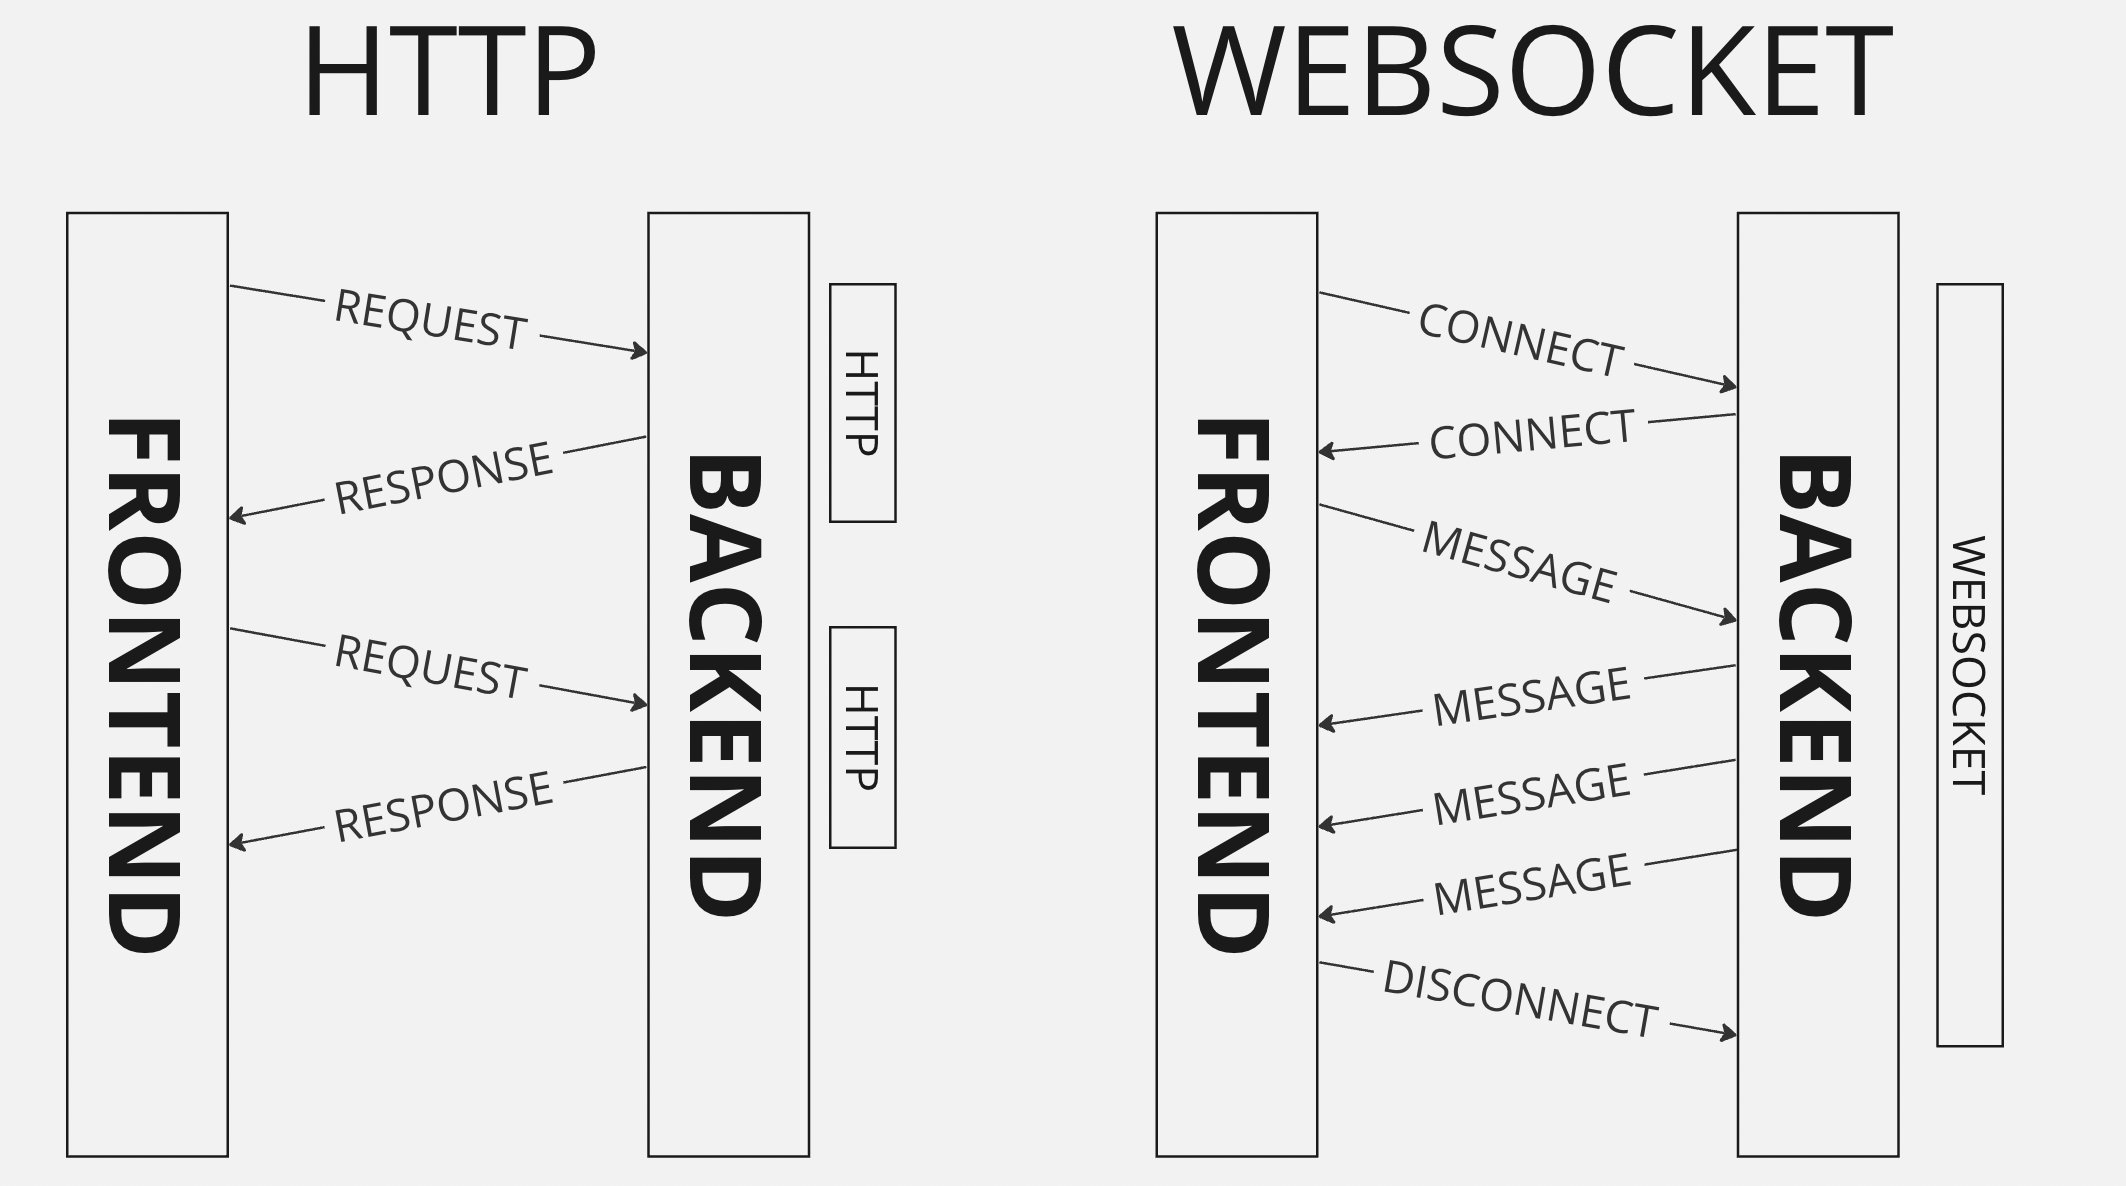 HTTP
FRONTEND
REQUEST
RESPONSE
REQUEST
RESPONSE
BACKEND
HTTP
HTTP
WEBSOCKET
FRONTEND
CONNECT
CONNECT
MESSAGE
MESSAGE
MESSAGE
MESSAGE
DISCONNECT
BACKEND
WEBSOCKET